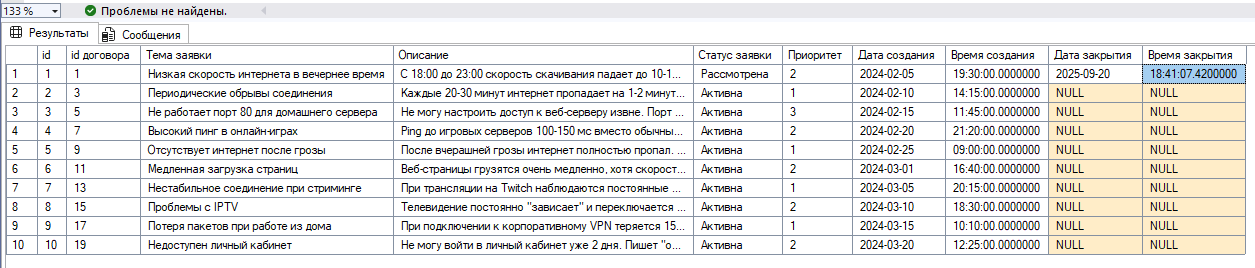 133 % Проблемы не найдены.
Результаты Сообщения
id id договора Тема заявки Описание Статус заявки Приоритет Дата создания Время создания Дата закрытия Время закрытия
1 1 1 Низкая скорость интернета в вечернее время С 18:00 до 23:00 скорость скачивания падает до 10-1... Рассмотрена 2 2024-02-05 19:30:00.0000000 2025-09-20 18:41:07.4200000
2 2 3 Периодические обрывы соединения Каждые 20-30 минут интернет пропадает на 1-2 минут... Активна 1 2024-02-10 14:15:00.0000000 NULL NULL
3 3 5 Не работает порт 80 для домашнего сервера Не могу настроить доступ к веб-серверу извне. Порт ... Активна 3 2024-02-15 11:45:00.0000000 NULL NULL
4 4 7 Высокий пинг в онлайн-играх Ping до игровых серверов 100-150 мс вместо обычны... Активна 2 2024-02-20 21:20:00.0000000 NULL NULL
5 5 9 Отсутствует интернет после грозы После вчерашней грозы интернет полностью пропал. ... Активна 1 2024-02-25 09:00:00.0000000 NULL NULL
6 6 11 Медленная загрузка страниц Веб-страницы грузятся очень медленно, хотя скорост... Активна 2 2024-03-01 16:40:00.0000000 NULL NULL
7 7 13 Нестабильное соединение при стриминге При трансляции на Twitch наблюдаются постоянные ... Активна 1 2024-03-05 20:15:00.0000000 NULL NULL
8 8 15 Проблемы с IPTV Телевидение постоянно "зависает" и переключается ... Активна 2 2024-03-10 18:30:00.0000000 NULL NULL
9 9 17 Потеря пакетов при работе из дома При подключении к корпоративному VPN теряется 15... Активна 1 2024-03-15 10:10:00.0000000 NULL NULL
10 10 19 Недоступен личный кабинет Не могу войти в личный кабинет уже 2 дня. Пишет "о... Активна 2 2024-03-20 12:25:00.0000000 NULL NULL